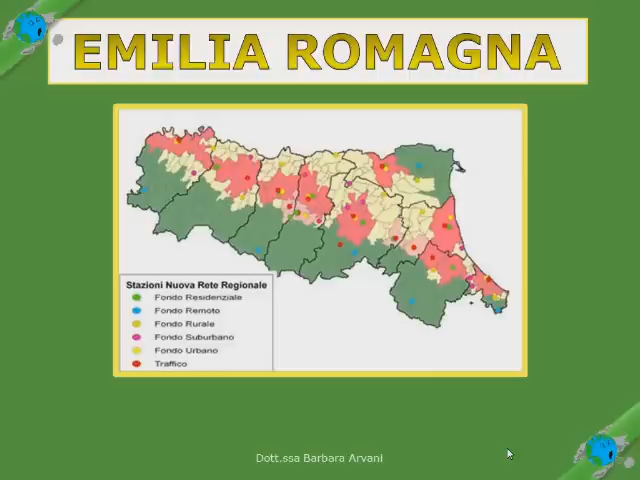 EMILIA ROMAGNA
Stazioni Nuova Rete Regionale
Fondo Residenziale
Fondo Remoto
Fondo Rurale
Fondo Suburbano
Fondo Urbano
Traffico
Dott.ssa Barbara Arvani